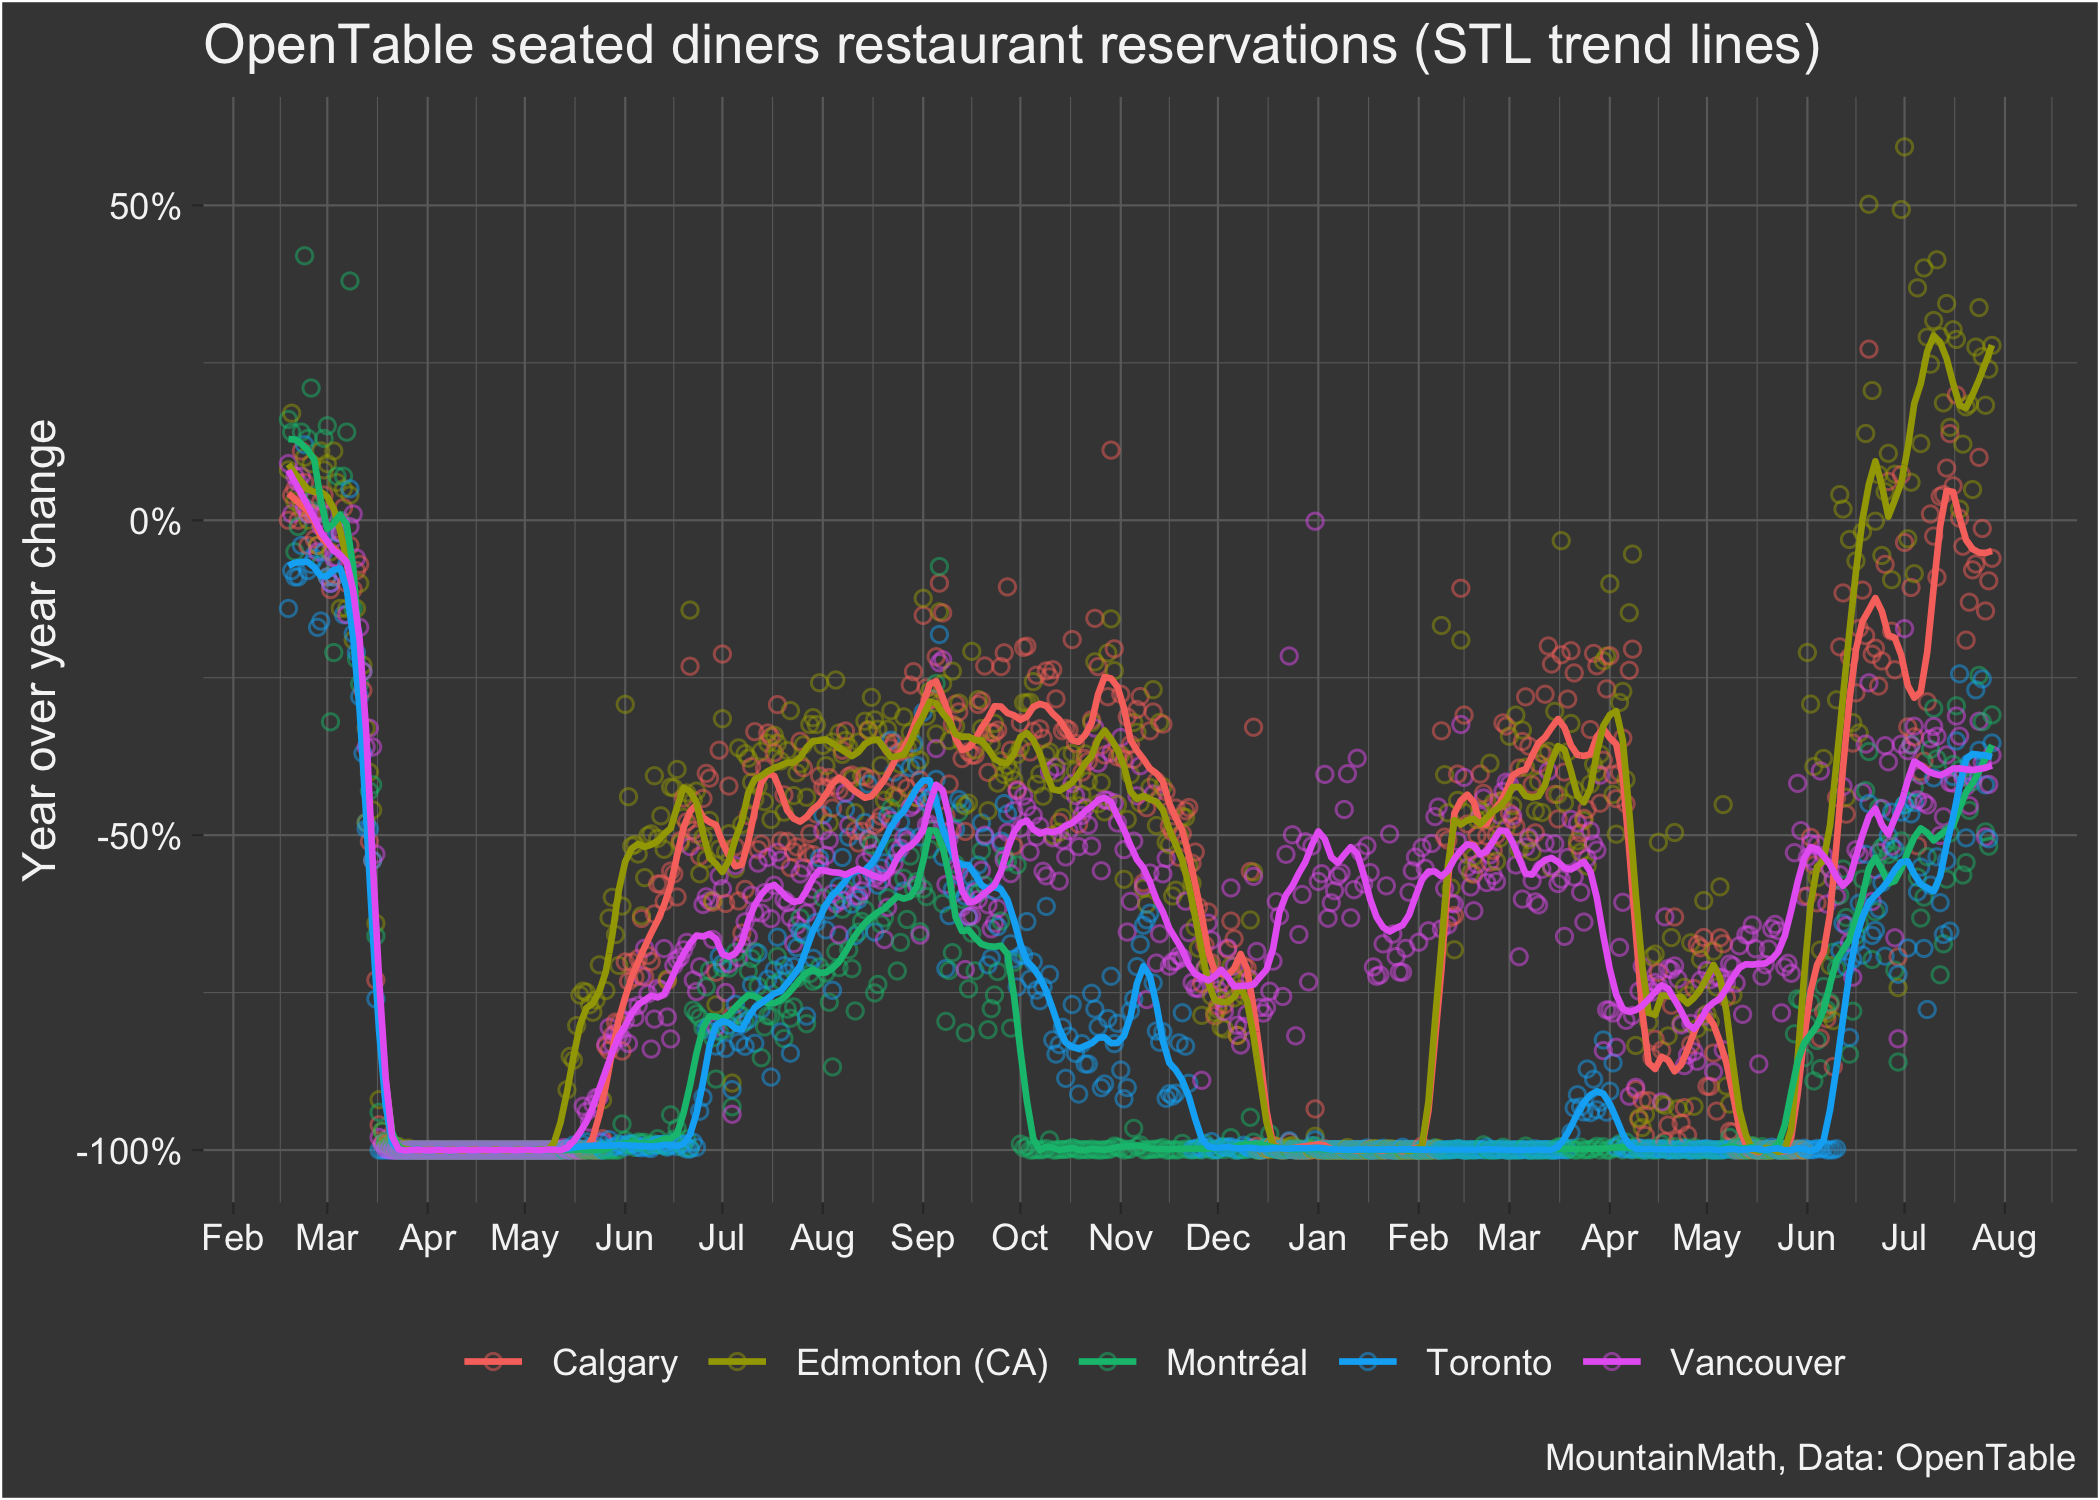 OpenTable seated diners restaurant reservations (STL trend lines)
Year over year change
50%
0%
-50%
-100%
Feb Mar Apr May Jun Jul Aug Sep Oct Nov Dec Jan Feb Mar Apr May Jun Jul Aug
Calgary Edmonton (CA) Montréal Toronto Vancouver
MountainMath, Data: OpenTable